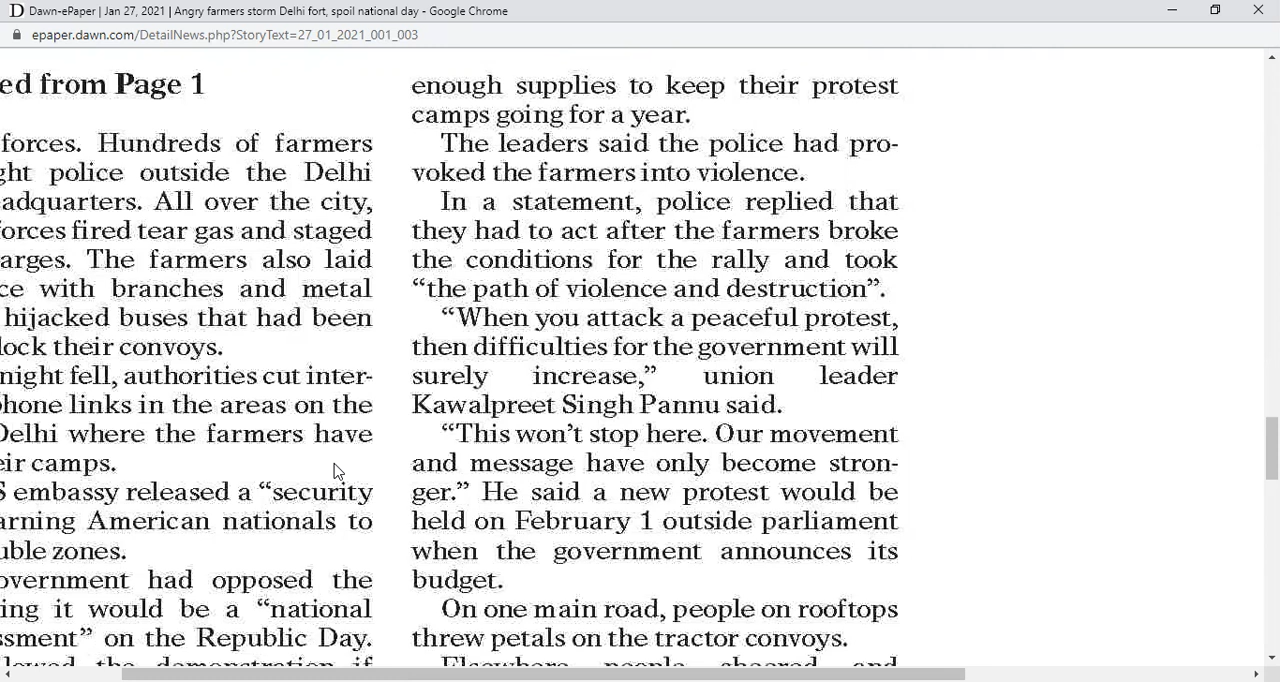 Dawn-ePaper | Jan 27, 2021 | Angry farmers storm Delhi fort, spoil national day - Google Chrome
epaper.dawn.com/DetailNews.php?StoryText=27_01_2021_001_003
ed from Page 1
forces. Hundreds of farmers
ght police outside the Delhi
adquarters. All over the city,
forces fired tear gas and staged
arges. The farmers also laid
ce with branches and metal
hijacked buses that had been
lock their convoys.
night fell, authorities cut inter-
phone links in the areas on the
Delhi where the farmers have
eir camps.
S embassy released a “security
arning American nationals to
uble zones.
overnment had opposed the
ing it would be a “national
ssment” on the Republic Day.
lowed the demonstration if
enough supplies to keep their protest
camps going for a year.
The leaders said the police had pro-
voked the farmers into violence.
In a statement, police replied that
they had to act after the farmers broke
the conditions for the rally and took
“the path of violence and destruction”.
“When you attack a peaceful protest,
then difficulties for the government will
surely increase,” union leader
Kawalpreet Singh Pannu said.
“This won’t stop here. Our movement
and message have only become stron-
ger.” He said a new protest would be
held on February 1 outside parliament
when the government announces its
budget.
On one main road, people on rooftops
threw petals on the tractor convoys.
Elsewhere people cheered and